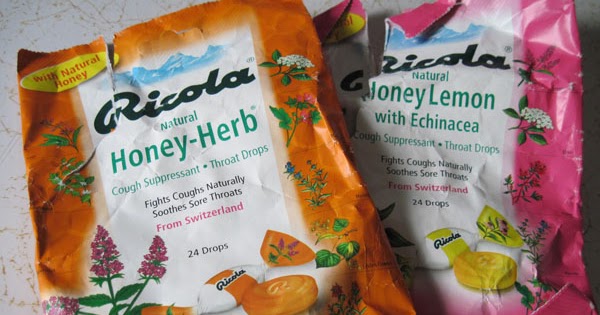 With Natural
Honey
Ricola
Natural
Honey-Herb
Cough Suppressant • Throat Drops
Fights Coughs Naturally
Soothes Sore Throats
From Switzerland
24 Drops
Ricola
Ricola
Natural
Honey Lemon
with Echinacea
Cough Suppressant • Throat Drops
Fights Coughs Naturally
Soothes Sore Throats
From Switzerland
24 Drops
Ricola